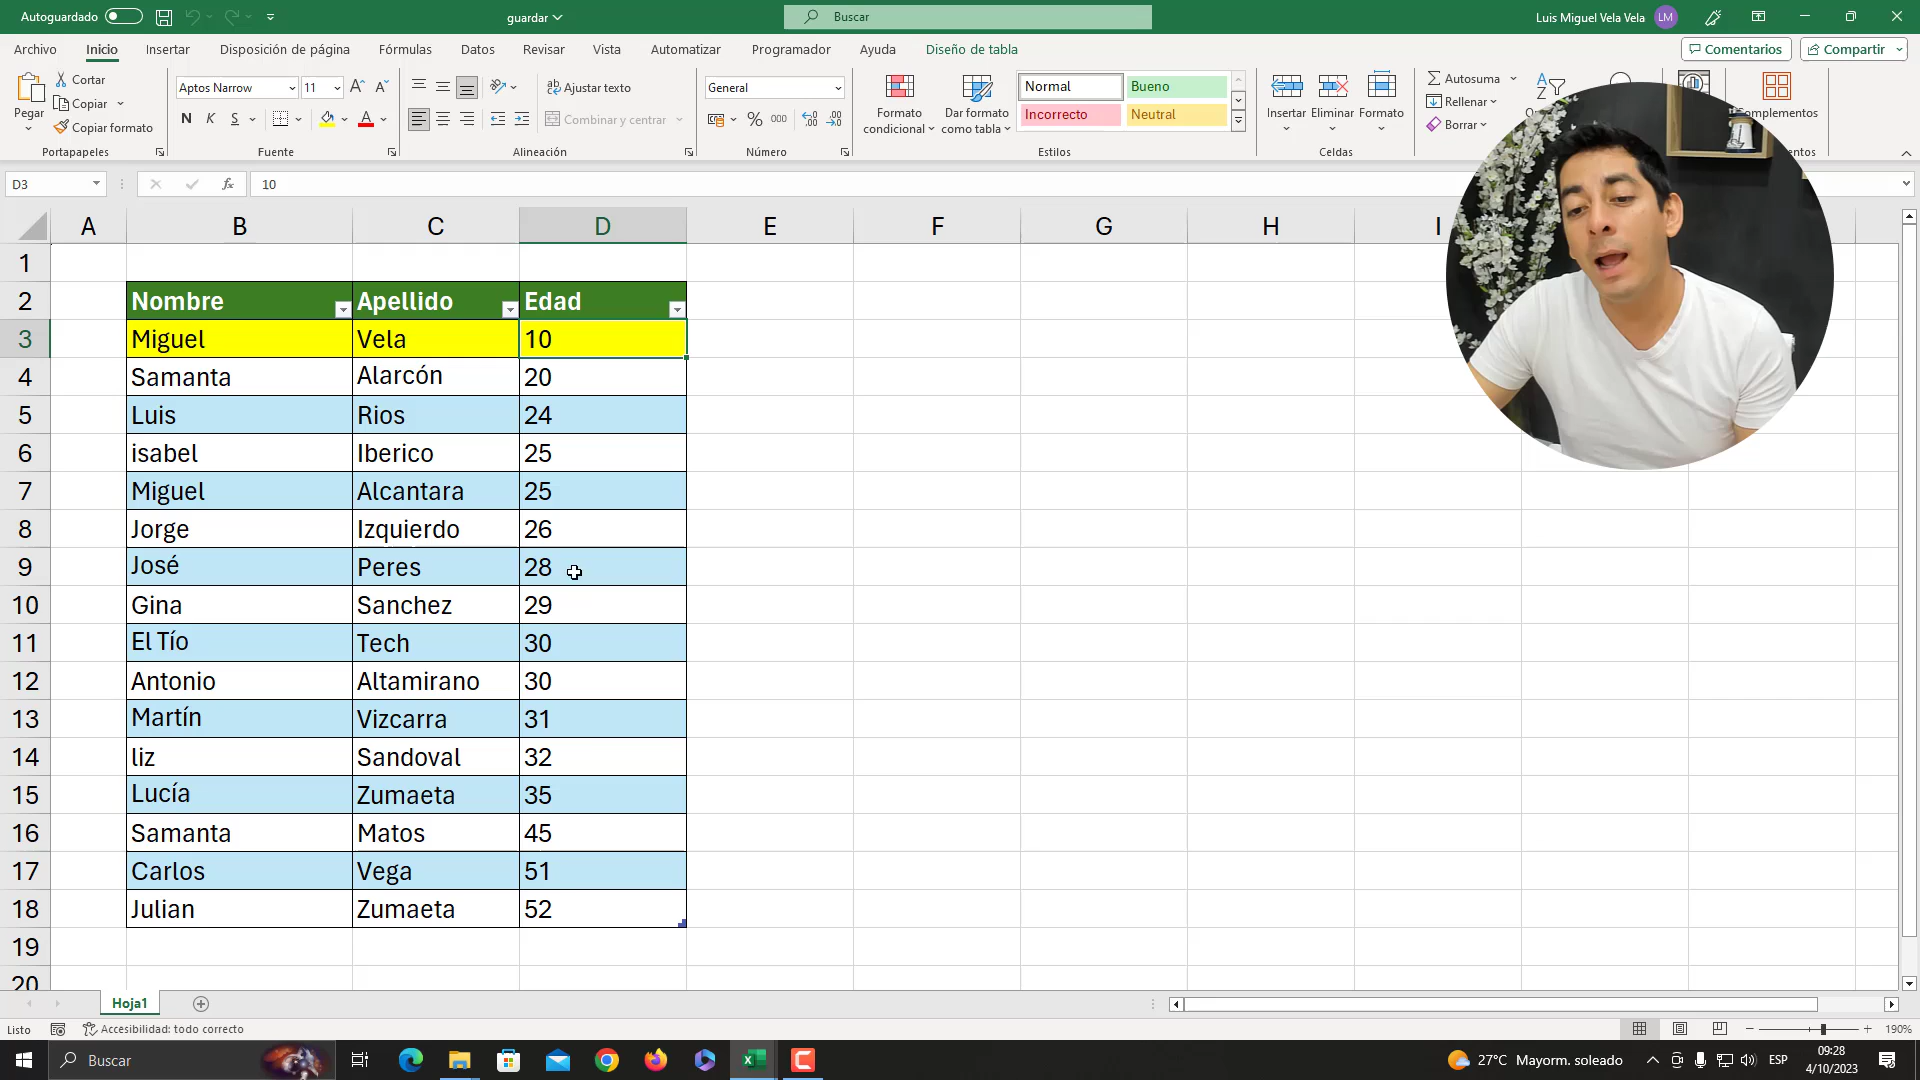 Autoguardado
guardar
Buscar
Luis Miguel Vela Vela
LM
Archivo Inicio Insertar Disposición de página Fórmulas Datos Revisar Vista Automatizar Programador Ayuda Diseño de tabla
Comentarios
Compartir
Pegar
Cortar
Copiar
Copiar formato
Portapapeles
Aptos Narrow 11
N K S
Fuente
Ajustar texto
Combinar y centrar
Alineación
General
% 000
Número
Formato condicional
Dar formato como tabla
Normal Bueno
Incorrecto Neutral
Estilos
Insertar Eliminar Formato
Celdas
Autosuma
Rellenar
Borrar
D3
fx
10
A B C D E F G H I
1
2 Nombre Apellido Edad
3 Miguel Vela 10
4 Samanta Alarcón 20
5 Luis Rios 24
6 isabel Iberico 25
7 Miguel Alcantara 25
8 Jorge Izquierdo 26
9 José Peres 28
10 Gina Sanchez 29
11 El Tío Tech 30
12 Antonio Altamirano 30
13 Martín Vizcarra 31
14 liz Sandoval 32
15 Lucía Zumaeta 35
16 Samanta Matos 45
17 Carlos Vega 51
18 Julian Zumaeta 52
19
20
Hoja1
Listo
Accesibilidad: todo correcto
190%
Buscar
27°C Mayorm. soleado
ESP
09:28
4/10/2023